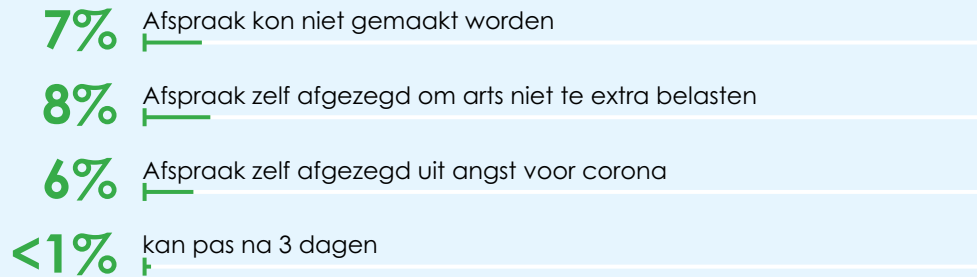 7% Afspraak kon niet gemaakt worden
8% Afspraak zelf afgezegd om arts niet te extra belasten
6% Afspraak zelf afgezegd uit angst voor corona
<1% kan pas na 3 dagen